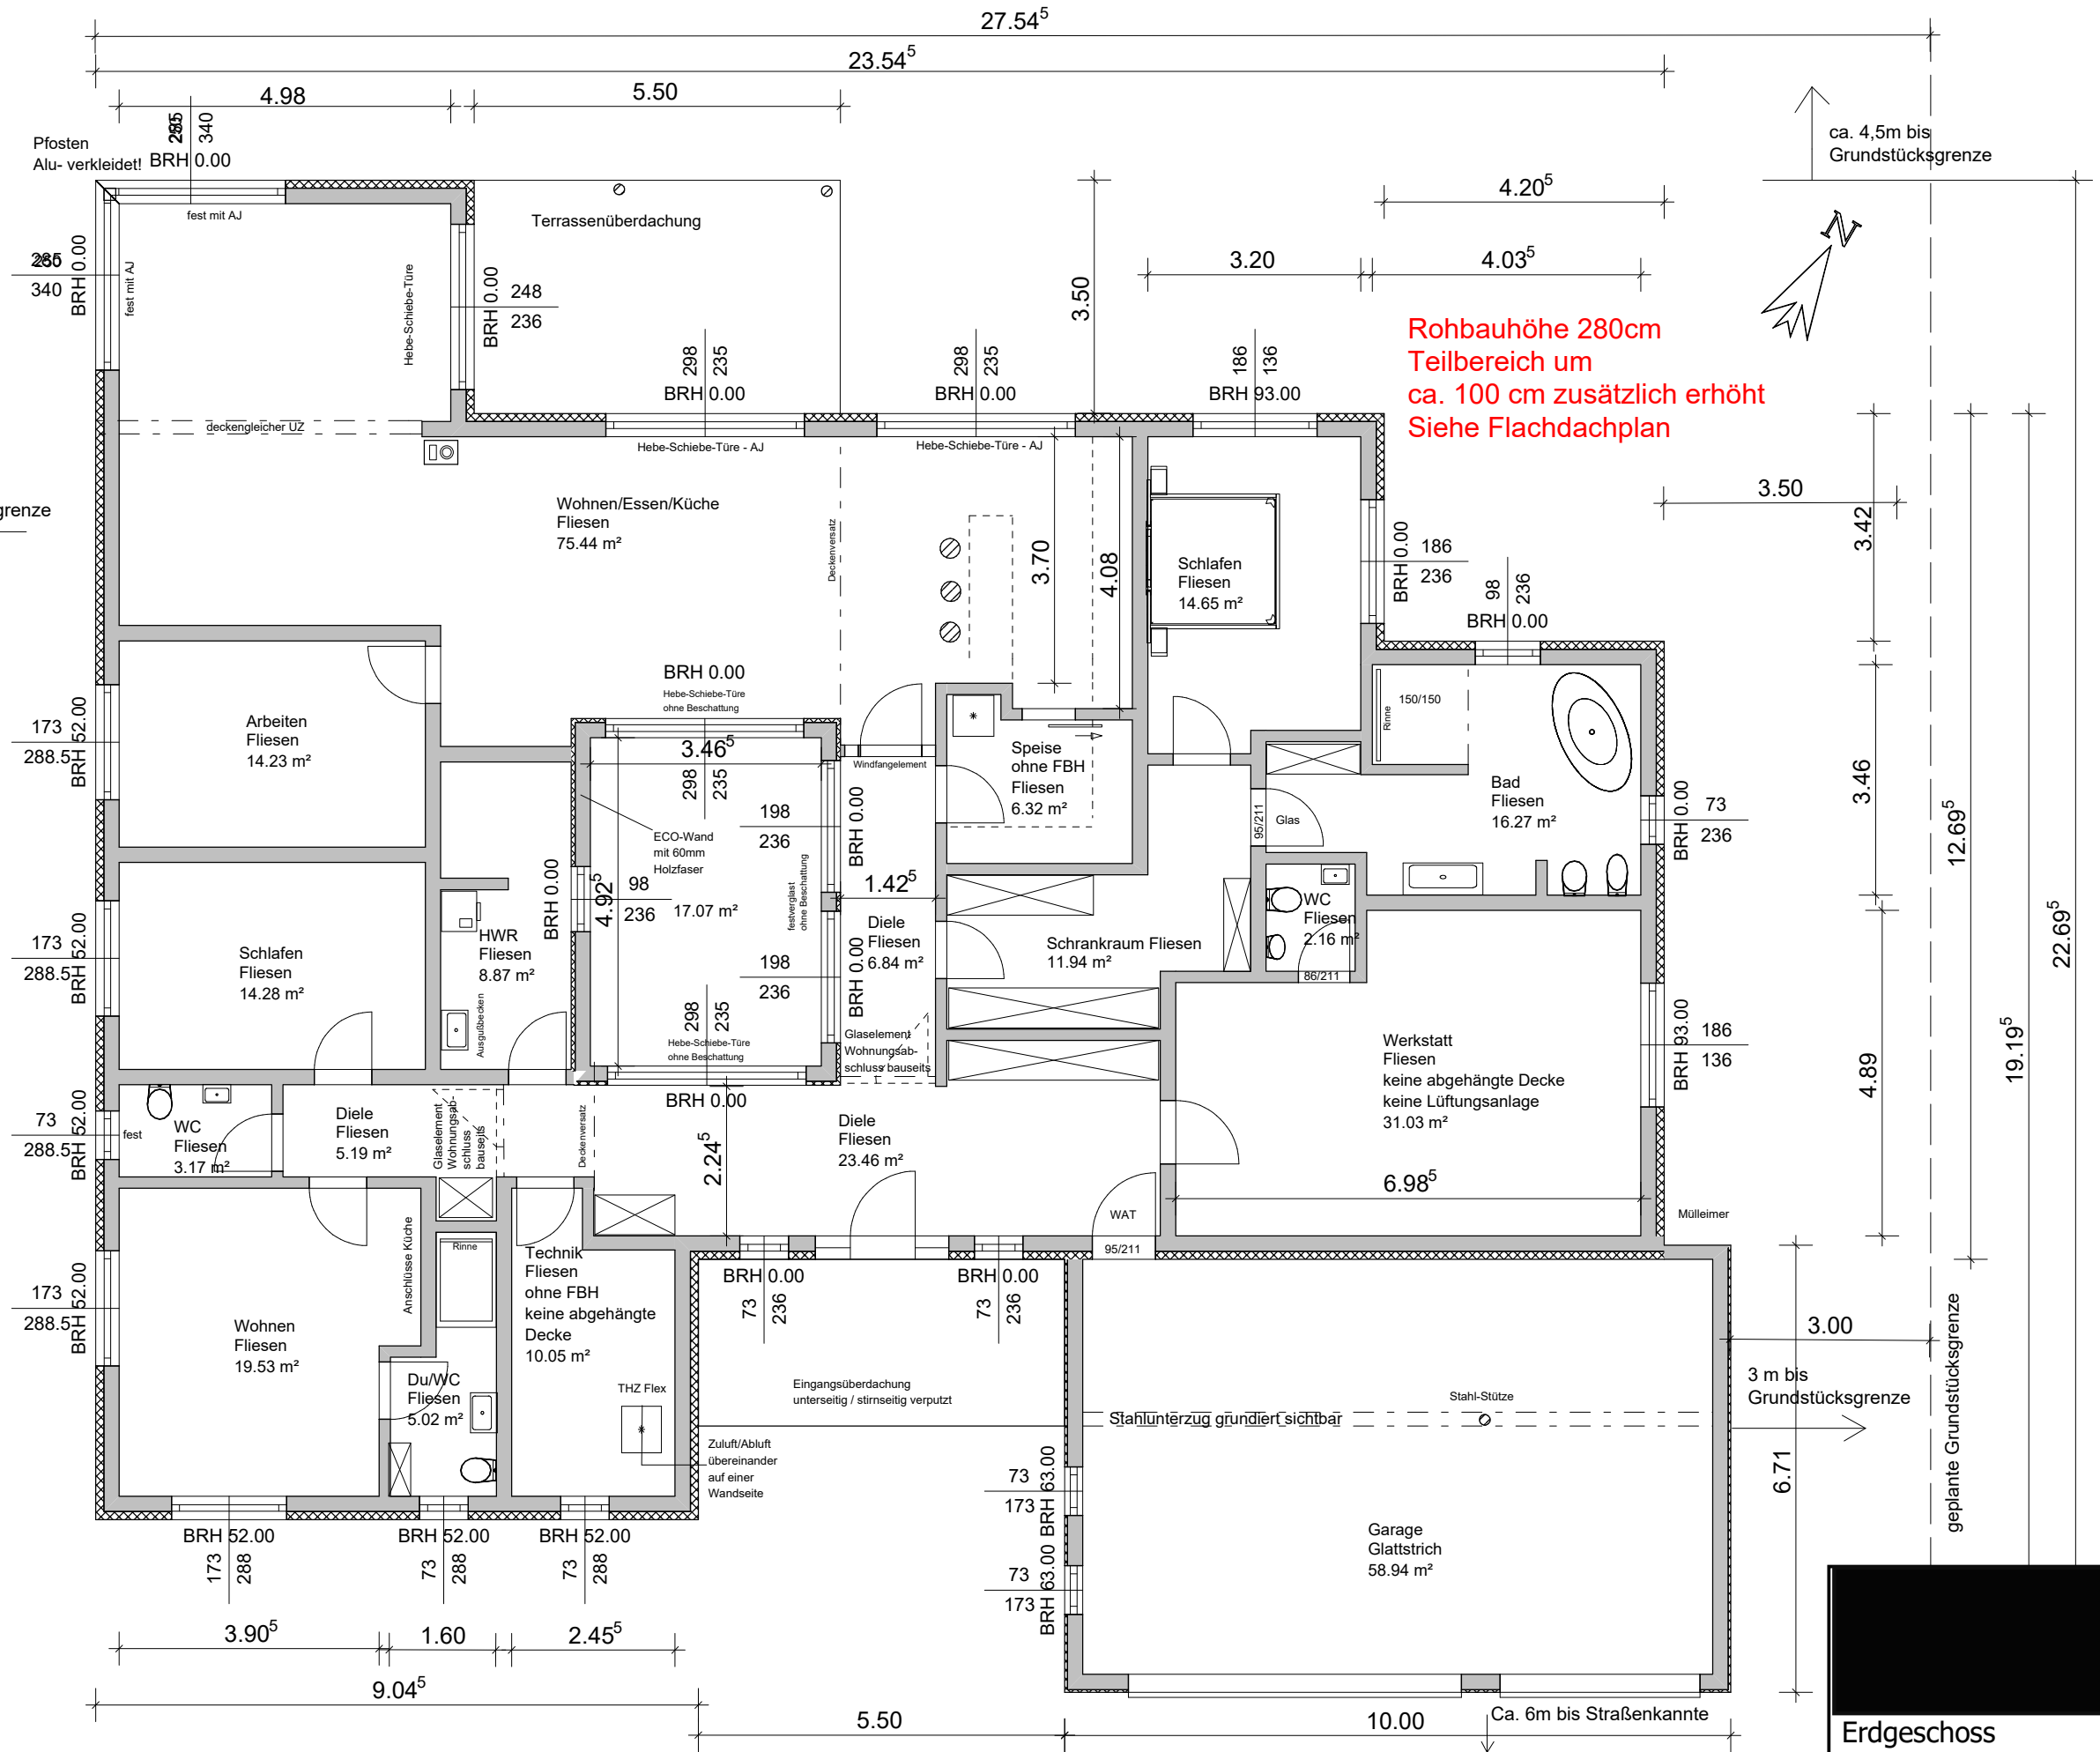 27.54⁵
23.54⁵
4.98
5.50
Pfosten
Alu- verkleidet!
340
BRH 0.00
fest mit AJ
Terrassenüberdachung
ca. 4,5m bis
Grundstücksgrenze
4.20⁵
N
3.20
4.03⁵
3.50
340
BRH 0.00
fest mit AJ
Hebe-Schiebe-Türe
BRH 0.00
248
236
298
235
BRH 0.00
298
235
BRH 0.00
186
136
BRH 93.00
Rohbauhöhe 280cm
Teilbereich um
ca. 100 cm zusätzlich erhöht
Siehe Flachdachplan
deckengleicher UZ
Hebe-Schiebe-Türe - AJ
Hebe-Schiebe-Türe - AJ
grenze
Wohnen/Essen/Küche
Fliesen
75.44 m²
Deckenversatz
3.70
4.08
Schlafen
Fliesen
14.65 m²
BRH 0.00
186
236
98
236
BRH 0.00
3.50
3.42
BRH 0.00
Hebe-Schiebe-Türe
ohne Beschattung
3.46⁵
298
235
173
288.5
BRH 52.00
Arbeiten
Fliesen
14.23 m²
Windfangelement
Speise
ohne FBH
Fliesen
6.32 m²
Rinne
150/150
Bad
Fliesen
16.27 m²
95/211
Glas
BRH 0.00
73
236
3.46
12.69⁵
ECO-Wand
mit 60mm
Holzfaser
198
236
BRH 0.00
4.92⁵
BRH 0.00
98
236
17.07 m²
festverglast
ohne Beschattung
1.42⁵
Diele
Fliesen
6.84 m²
198
236
BRH 0.00
HWR
Fliesen
8.87 m²
Ausgußbecken
173
288.5
BRH 52.00
Schlafen
Fliesen
14.28 m²
Schrankraum Fliesen
11.94 m²
WC
Fliesen
2.16 m²
86/211
22.69⁵
19.19⁵
298
235
Hebe-Schiebe-Türe
ohne Beschattung
BRH 0.00
Glaselement
Wohnungsab-
schluss bauseits
Werkstatt
Fliesen
keine abgehängte Decke
keine Lüftungsanlage
31.03 m²
BRH 93.00
186
136
4.89
73
288.5
BRH 52.00
fest
WC
Fliesen
3.17 m²
Diele
Fliesen
5.19 m²
Glaselement
Wohnungsab-
schluss
bauseits
Deckenversatz
2.24⁵
Diele
Fliesen
23.46 m²
6.98⁵
WAT
95/211
Mülleimer
173
288.5
BRH 52.00
Wohnen
Fliesen
19.53 m²
Anschlüsse Küche
Rinne
Technik
Fliesen
ohne FBH
keine abgehängte
Decke
10.05 m²
THZ Flex
Du/WC
Fliesen
5.02 m²
BRH 0.00
73
236
BRH 0.00
73
236
Eingangsüberdachung
unterseitig / stirnseitig verputzt
Zuluft/Abluft
übereinander
auf einer
Wandseite
Stahl-Stütze
Stahlunterzug grundiert sichtbar
3.00
3 m bis
Grundstücksgrenze
6.71
geplante Grundstücksgrenze
73
173
BRH 63.00
73
173
BRH 63.00
Garage
Glattstrich
58.94 m²
BRH 52.00
173
288
BRH 52.00
73
288
BRH 52.00
73
288
3.90⁵
1.60
2.45⁵
9.04⁵
5.50
10.00
Ca. 6m bis Straßenkannte
Erdgeschoss